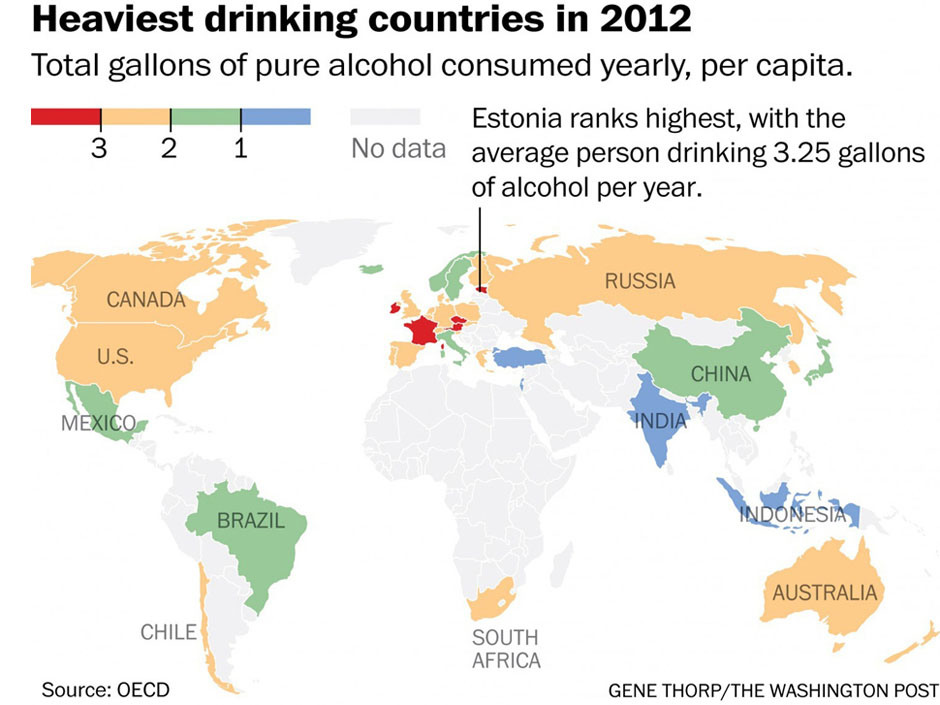 Heaviest drinking countries in 2012
Total gallons of pure alcohol consumed yearly, per capita.
3 2 1
No data
Estonia ranks highest, with the
average person drinking 3.25 gallons
of alcohol per year.
CANADA
RUSSIA
U.S.
CHINA
MEXICO
INDIA
BRAZIL
INDONESIA
AUSTRALIA
CHILE
SOUTH
AFRICA
Source: OECD
GENE THORP/THE WASHINGTON POST